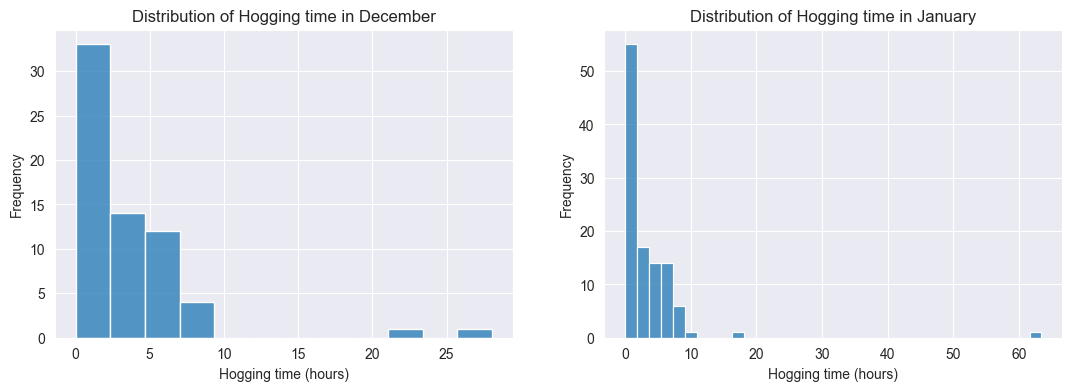 Distribution of Hogging time in December
Frequency
30
25
20
15
10
5
0
0 5 10 15 20 25
Hogging time (hours)
Distribution of Hogging time in January
Frequency
50
40
30
20
10
0
0 10 20 30 40 50 60
Hogging time (hours)